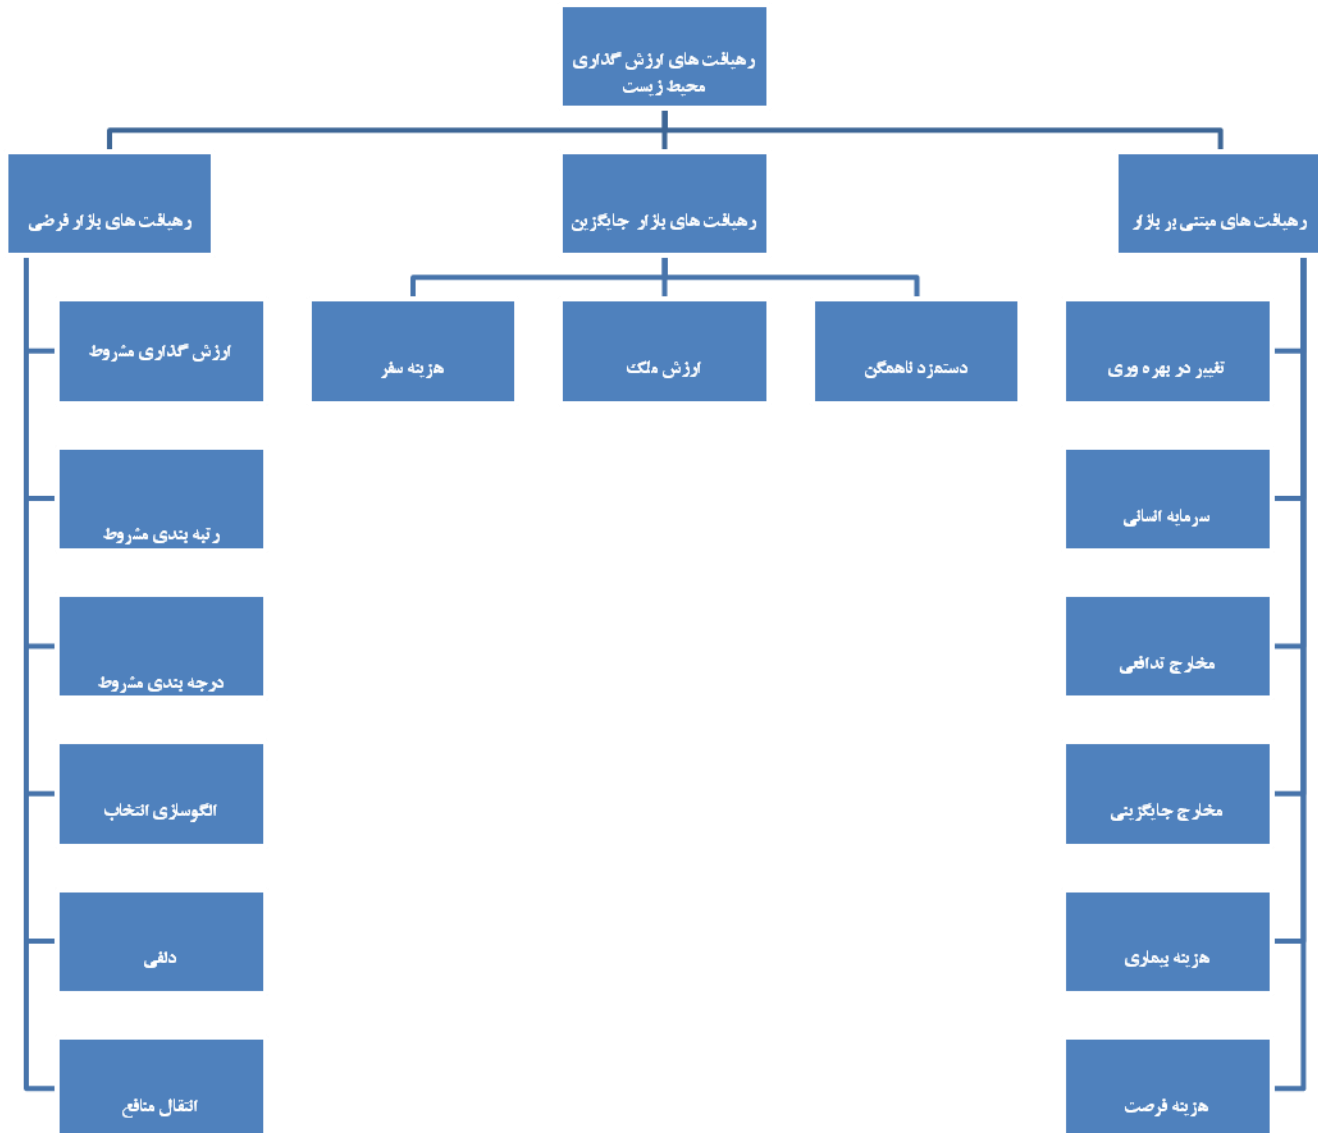 رهیافت های ارزش گذاری
محیط زیست
رهیافت های مبتنی بر بازار
رهیافت های بازار جایگزین
رهیافت های بازار فرضی
تغییر در بهره وری
سرمایه انسانی
مخارج تدافعی
مخارج جایگزینی
هزینه بیماری
هزینه فرصت
دستمزد ناهمگن
ارزش ملک
هزینه سفر
ارزش گذاری مشروط
رتبه بندی مشروط
درجه بندی مشروط
الگوسازی انتخاب
دلفی
انتقال منافع